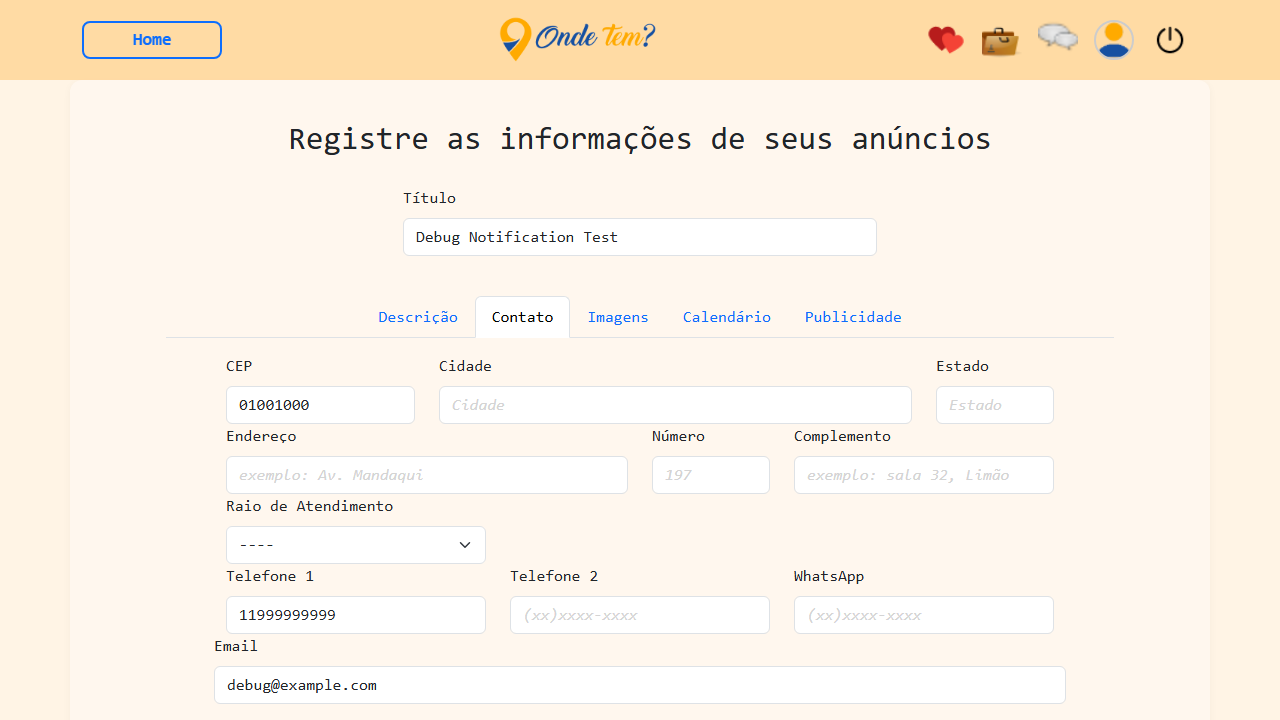 Home
Onde Tem?
Registre as informações de seus anúncios
Título
Debug Notification Test
Descrição Contato Imagens Calendário Publicidade
CEP Cidade Estado
01001000 Cidade Estado
Endereço Número Complemento
exemplo: Av. Mandaqui 197 exemplo: sala 32, Limão
Raio de Atendimento
----
Telefone 1 Telefone 2 WhatsApp
11999999999 (xx)xxxx-xxxx (xx)xxxx-xxxx
Email
debug@example.com